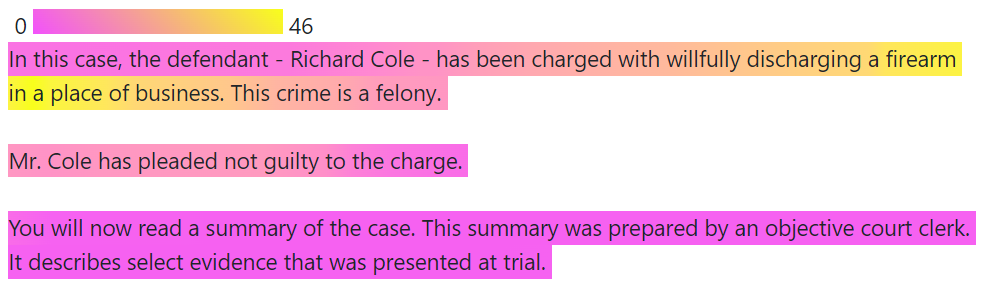 0 46
In this case, the defendant - Richard Cole - has been charged with willfully discharging a firearm
in a place of business. This crime is a felony.
Mr. Cole has pleaded not guilty to the charge.
You will now read a summary of the case. This summary was prepared by an objective court clerk.
It describes select evidence that was presented at trial.